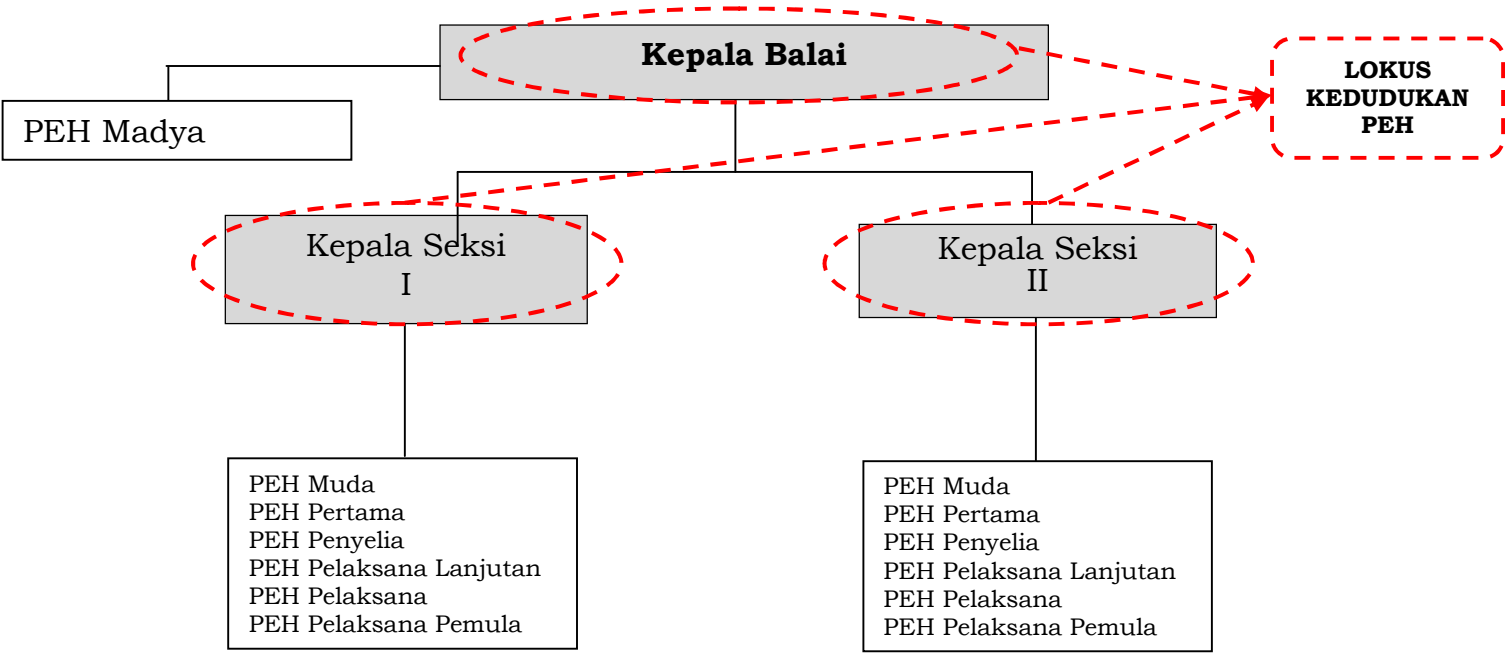 Kepala Balai
LOKUS
KEDUDUKAN
PEH
PEH Madya
Kepala Seksi
I
Kepala Seksi
II
PEH Muda
PEH Pertama
PEH Penyelia
PEH Pelaksana Lanjutan
PEH Pelaksana
PEH Pelaksana Pemula
PEH Muda
PEH Pertama
PEH Penyelia
PEH Pelaksana Lanjutan
PEH Pelaksana
PEH Pelaksana Pemula